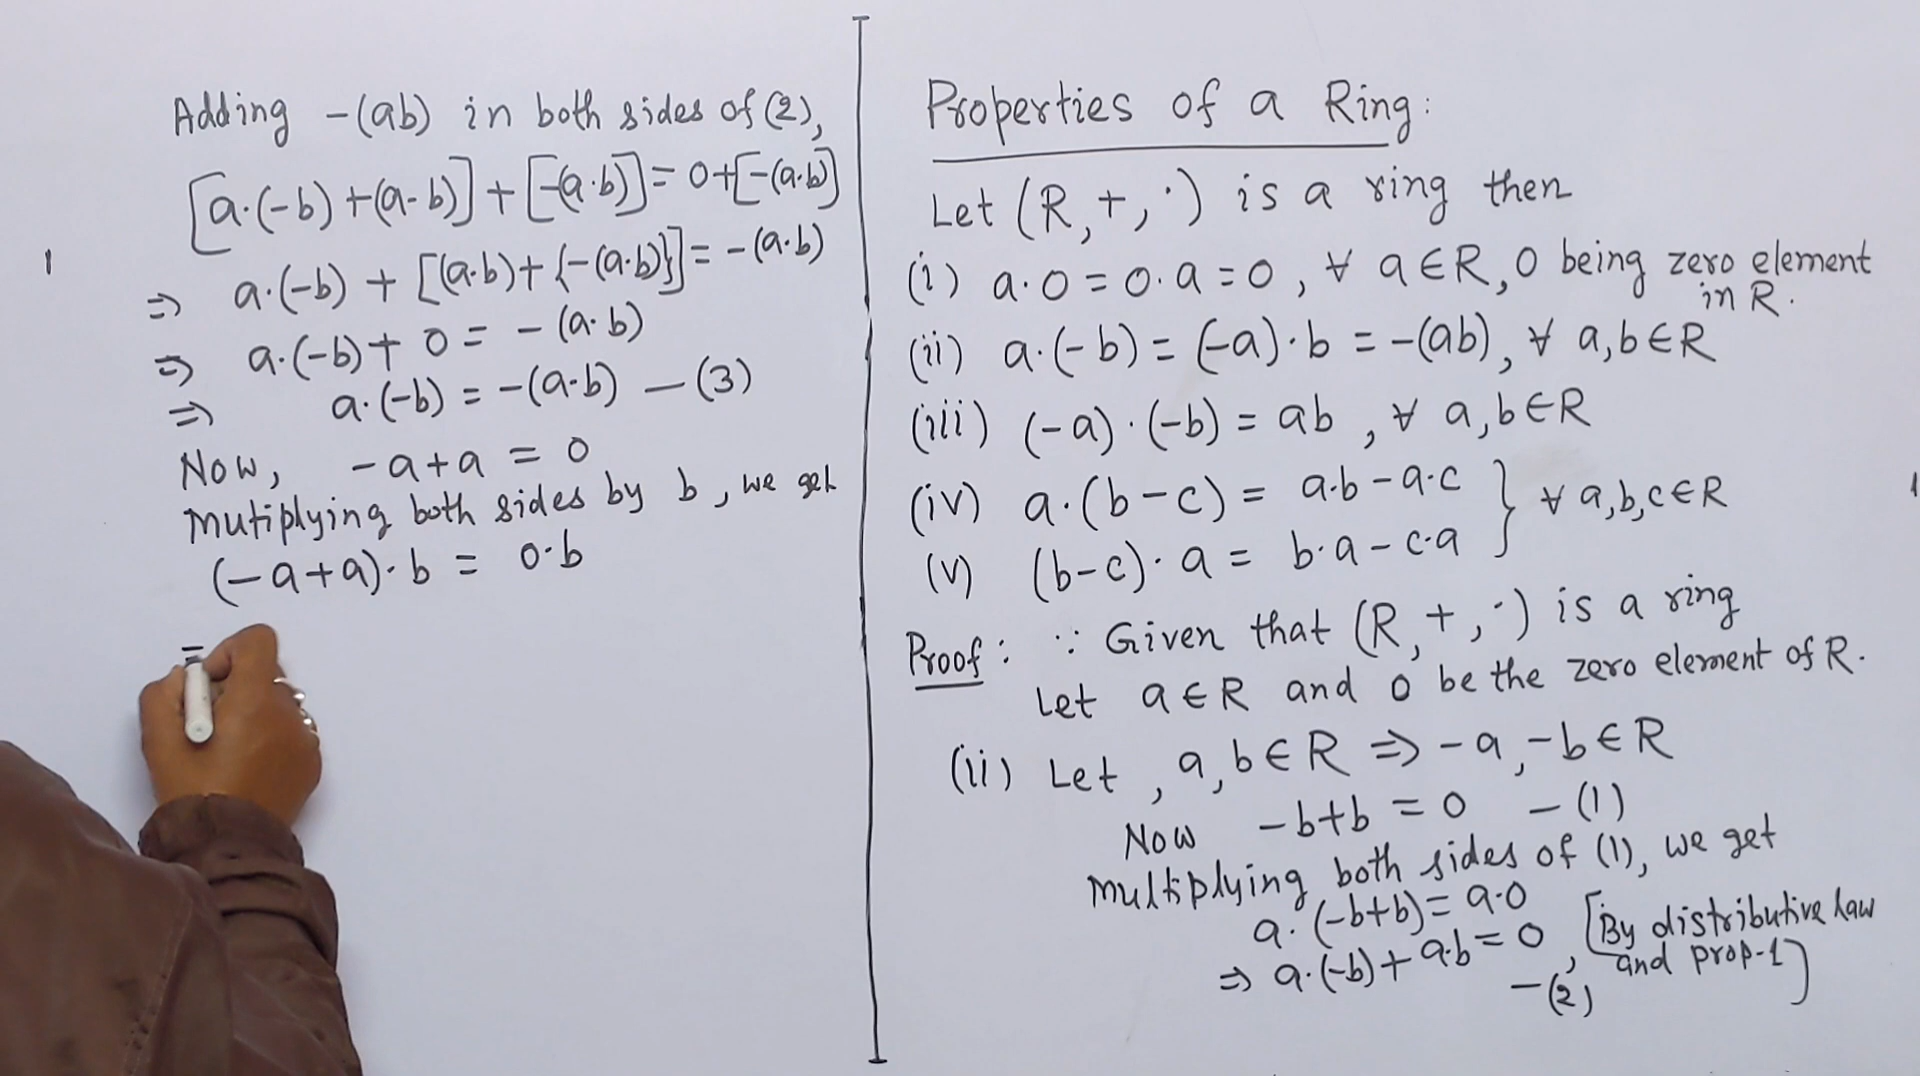 Adding -(ab) in both sides of (2),
[a·(-b)+(a·b)]+[-(a·b)]=0+[-(a·b)]
⇒ a·(-b) + [(a·b)+{-(a·b)}]= -(a·b)
⇒ a·(-b)+ 0 = -(a·b)
⇒ a·(-b) = -(a·b) — (3)
Now, -a+a = 0
Mutiplying both sides by b, we get
(-a+a)·b = 0·b
Properties of a Ring:
Let (R,+,·) is a ring then
(i) a·0=0·a=0, ∀ a∈R, 0 being zero element
in R.
(ii) a·(-b) = (-a)·b = -(ab), ∀ a,b∈R
(iii) (-a)·(-b) = ab, ∀ a,b∈R
(iv) a·(b-c) = a·b-a·c } ∀ a,b,c∈R
(v) (b-c)·a = b·a-c·a
Proof: ∵ Given that (R,+,·) is a ring
Let a∈R and 0 be the zero element of R.
(ii) Let, a,b∈R ⇒ -a,-b∈R
Now -b+b = 0 -(1)
Multiplying both sides of (1), we get
a·(-b+b)= a·0
⇒ a·(-b)+a·b=0, [By distributive law
and prop-1]
-(2)